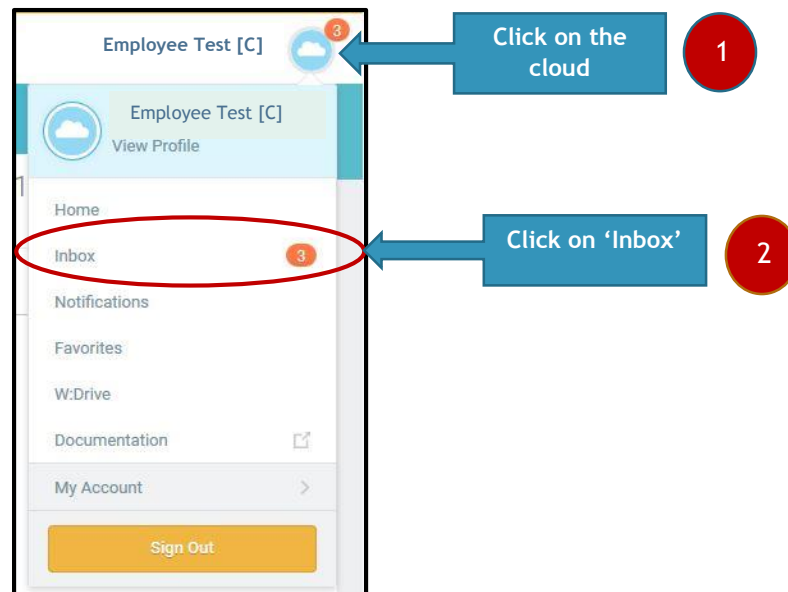 Employee Test [C]
3
Click on the
cloud
1
Employee Test [C]
View Profile
1
Home
Inbox
3
Click on ‘Inbox’
2
Notifications
Favorites
W:Drive
Documentation
My Account
Sign Out